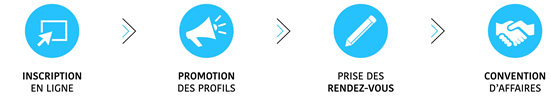 INSCRIPTION
EN LIGNE
PROMOTION
DES PROFILS
PRISE DES
RENDEZ-VOUS
CONVENTION
D'AFFAIRES